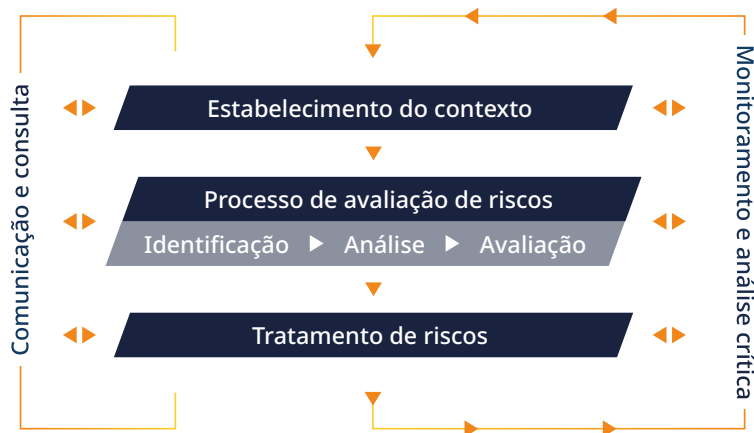 Comunicação e consulta
Estabelecimento do contexto
Processo de avaliação de riscos
Identificação Análise Avaliação
Tratamento de riscos
Monitoramento e análise crítica